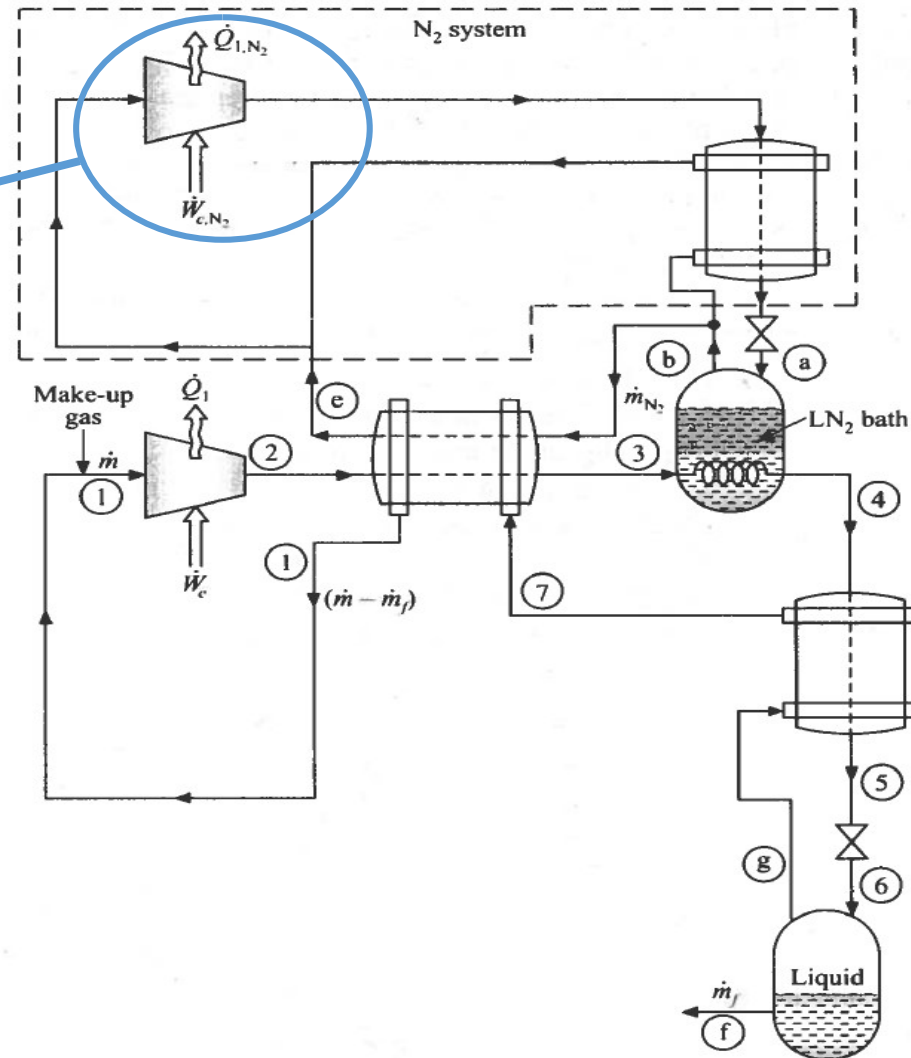 N₂ system
Q̇₁,N₂
Ẇc,N₂
b
a
Make-up
gas
ṁ
1
Q̇₁
2
Ẇc
e
3
ṁN₂
LN₂ bath
4
1
(ṁ − ṁf)
7
5
g
6
Liquid
ṁf
f